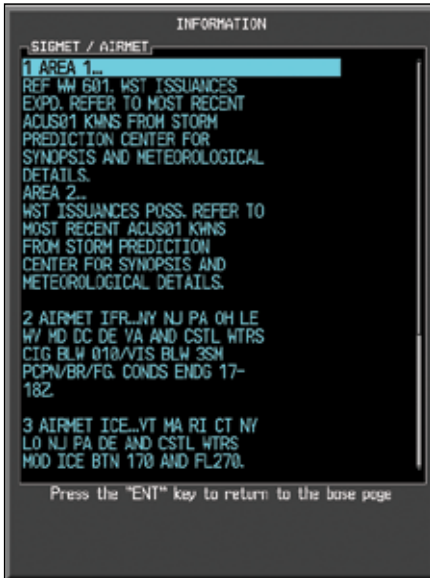 INFORMATION
SIGMET / AIRMET
1 AREA 1...
REF WW 601. WST ISSUANCES
EXPD. REFER TO MOST RECENT
ACUS01 KWNS FROM STORM
PREDICTION CENTER FOR
SYNOPSIS AND METEOROLOGICAL
DETAILS.
AREA 2...
WST ISSUANCES POSS. REFER TO
MOST RECENT ACUS01 KWNS
FROM STORM PREDICTION
CENTER FOR SYNOPSIS AND
METEOROLOGICAL DETAILS.
2 AIRMET IFR...NY NJ PA OH LE
WV MD DC DE VA AND CSTL WTRS
CIG BLW 010/VIS BLW 3SM
PCPN/BR/FG. CONDS ENDG 17-
18Z.
3 AIRMET ICE...VT MA RI CT NY
LO NJ PA DE AND CSTL WTRS
MOD ICE BTN 170 AND FL270.
Press the "ENT" key to return to the base page